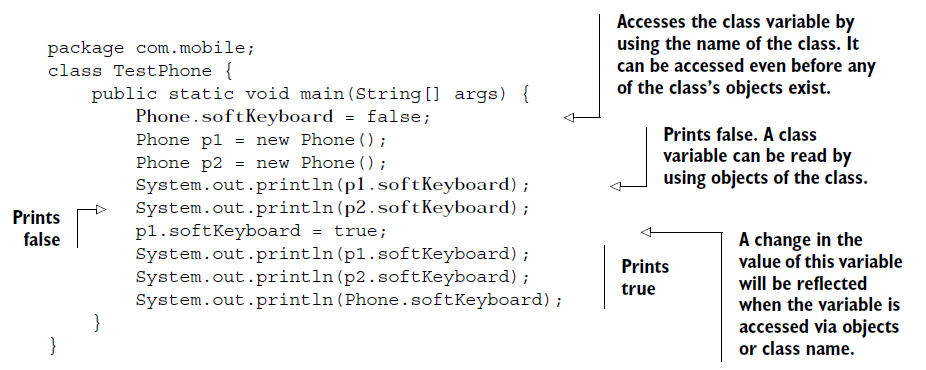 package com.mobile;
class TestPhone {
public static void main(String[] args) {
Phone.softKeyboard = false;
Phone p1 = new Phone();
Phone p2 = new Phone();
System.out.println(p1.softKeyboard);
System.out.println(p2.softKeyboard);
p1.softKeyboard = true;
System.out.println(p1.softKeyboard);
System.out.println(p2.softKeyboard);
System.out.println(Phone.softKeyboard);
}
}
Accesses the class variable by
using the name of the class. It
can be accessed even before any
of the class's objects exist.
Prints false. A class
variable can be read by
using objects of the class.
Prints
false
Prints
true
A change in the
value of this variable
will be reflected
when the variable is
accessed via objects
or class name.